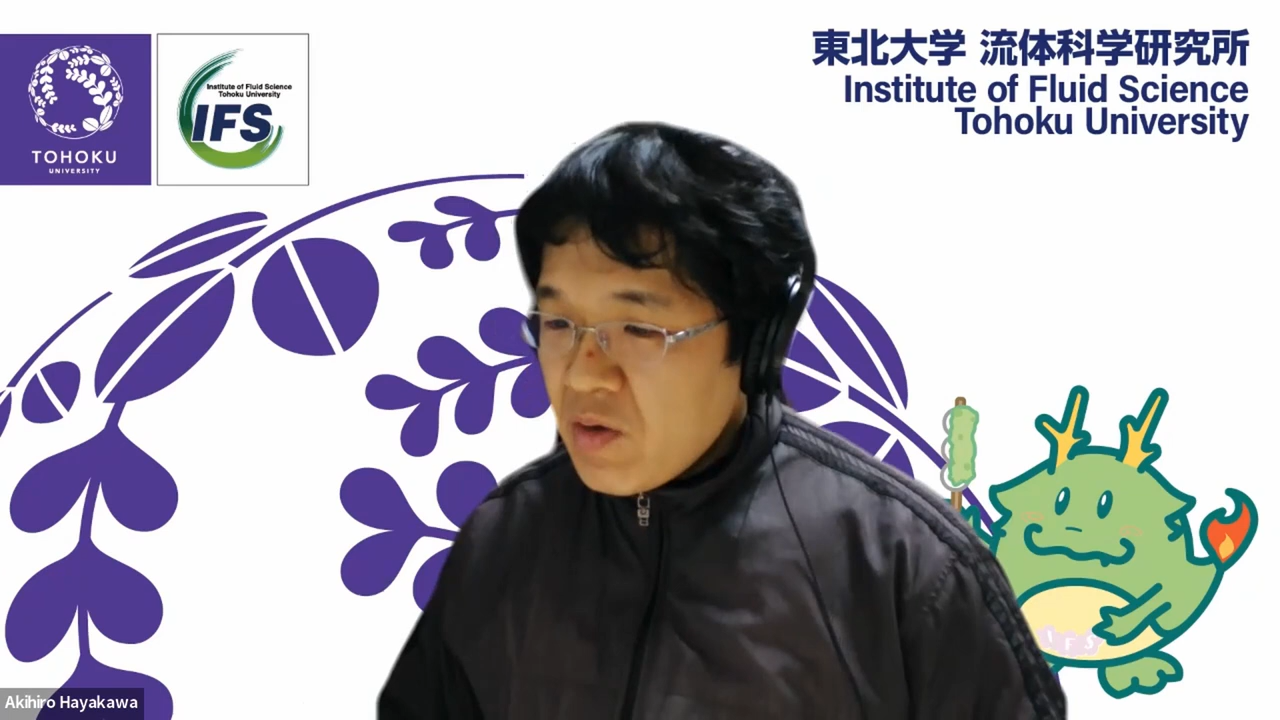 東北大学 流体科学研究所
Institute of Fluid Science
Tohoku University
TOHOKU
UNIVERSITY
Institute of Fluid Science
Tohoku University
IFS
IFS
Akihiro Hayakawa